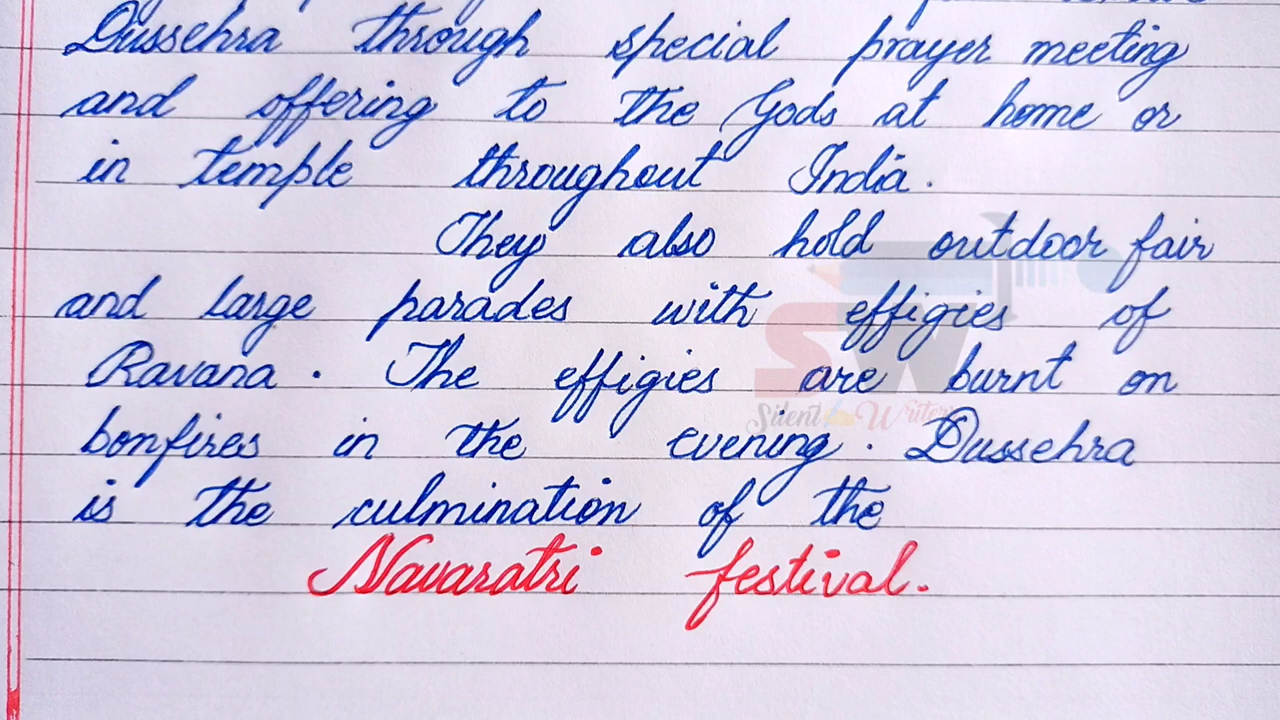 Dussehra through special prayer meeting
and offering to the Gods at home or
in temple throughout India.
They also hold outdoor fair
and large parades with effigies of
Ravana. The effigies are burnt on
bonfires in the evening. Dussehra
is the culmination of the
Navaratri festival.
Silent Writer